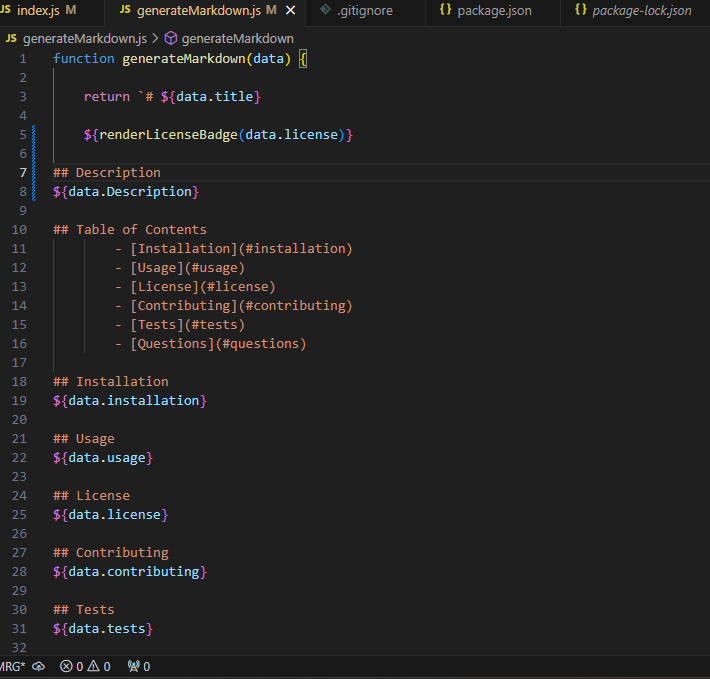 JS index.js M JS generateMarkdown.js M × .gitignore {} package.json {} package-lock.json
JS generateMarkdown.js > generateMarkdown
1 function generateMarkdown(data) {
2
3 return `# ${data.title}
4
5 ${renderLicenseBadge(data.license)}
6
7 ## Description
8 ${data.Description}
9
10 ## Table of Contents
11 - [Installation](#installation)
12 - [Usage](#usage)
13 - [License](#license)
14 - [Contributing](#contributing)
15 - [Tests](#tests)
16 - [Questions](#questions)
17
18 ## Installation
19 ${data.installation}
20
21 ## Usage
22 ${data.usage}
23
24 ## License
25 ${data.license}
26
27 ## Contributing
28 ${data.contributing}
29
30 ## Tests
31 ${data.tests}
32
MRG* 0 0 0